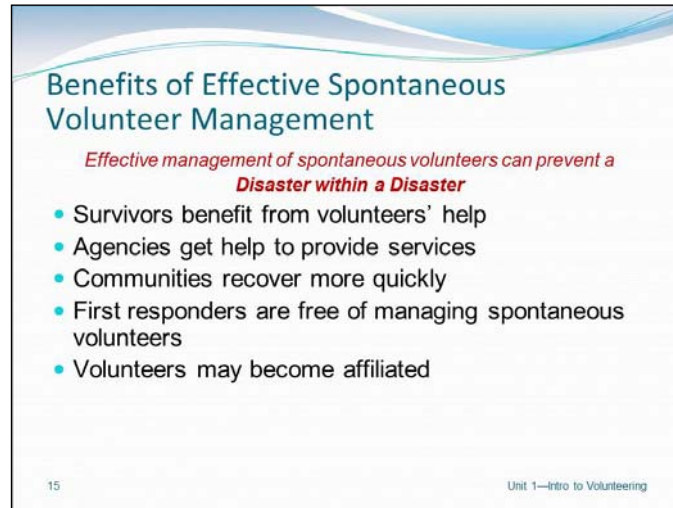 Benefits of Effective Spontaneous
Volunteer Management
Effective management of spontaneous volunteers can prevent a
Disaster within a Disaster
• Survivors benefit from volunteers’ help
• Agencies get help to provide services
• Communities recover more quickly
• First responders are free of managing spontaneous
volunteers
• Volunteers may become affiliated
15
Unit 1—Intro to Volunteering